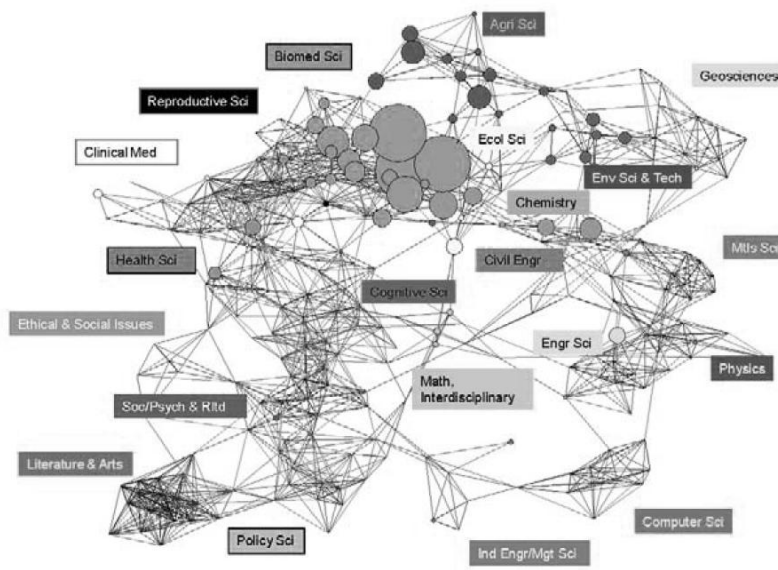 Agri Sci
Biomed Sci
Geosciences
Reproductive Sci
Ecol Sci
Clinical Med
Env Sci & Tech
Chemistry
Health Sci
Civil Engr
Mtls Sci
Cognitive Sci
Ethical & Social Issues
Engr Sci
Physics
Math,
Interdisciplinary
Soc/Psych & Rltd
Literature & Arts
Computer Sci
Policy Sci
Ind Engr/Mgt Sci